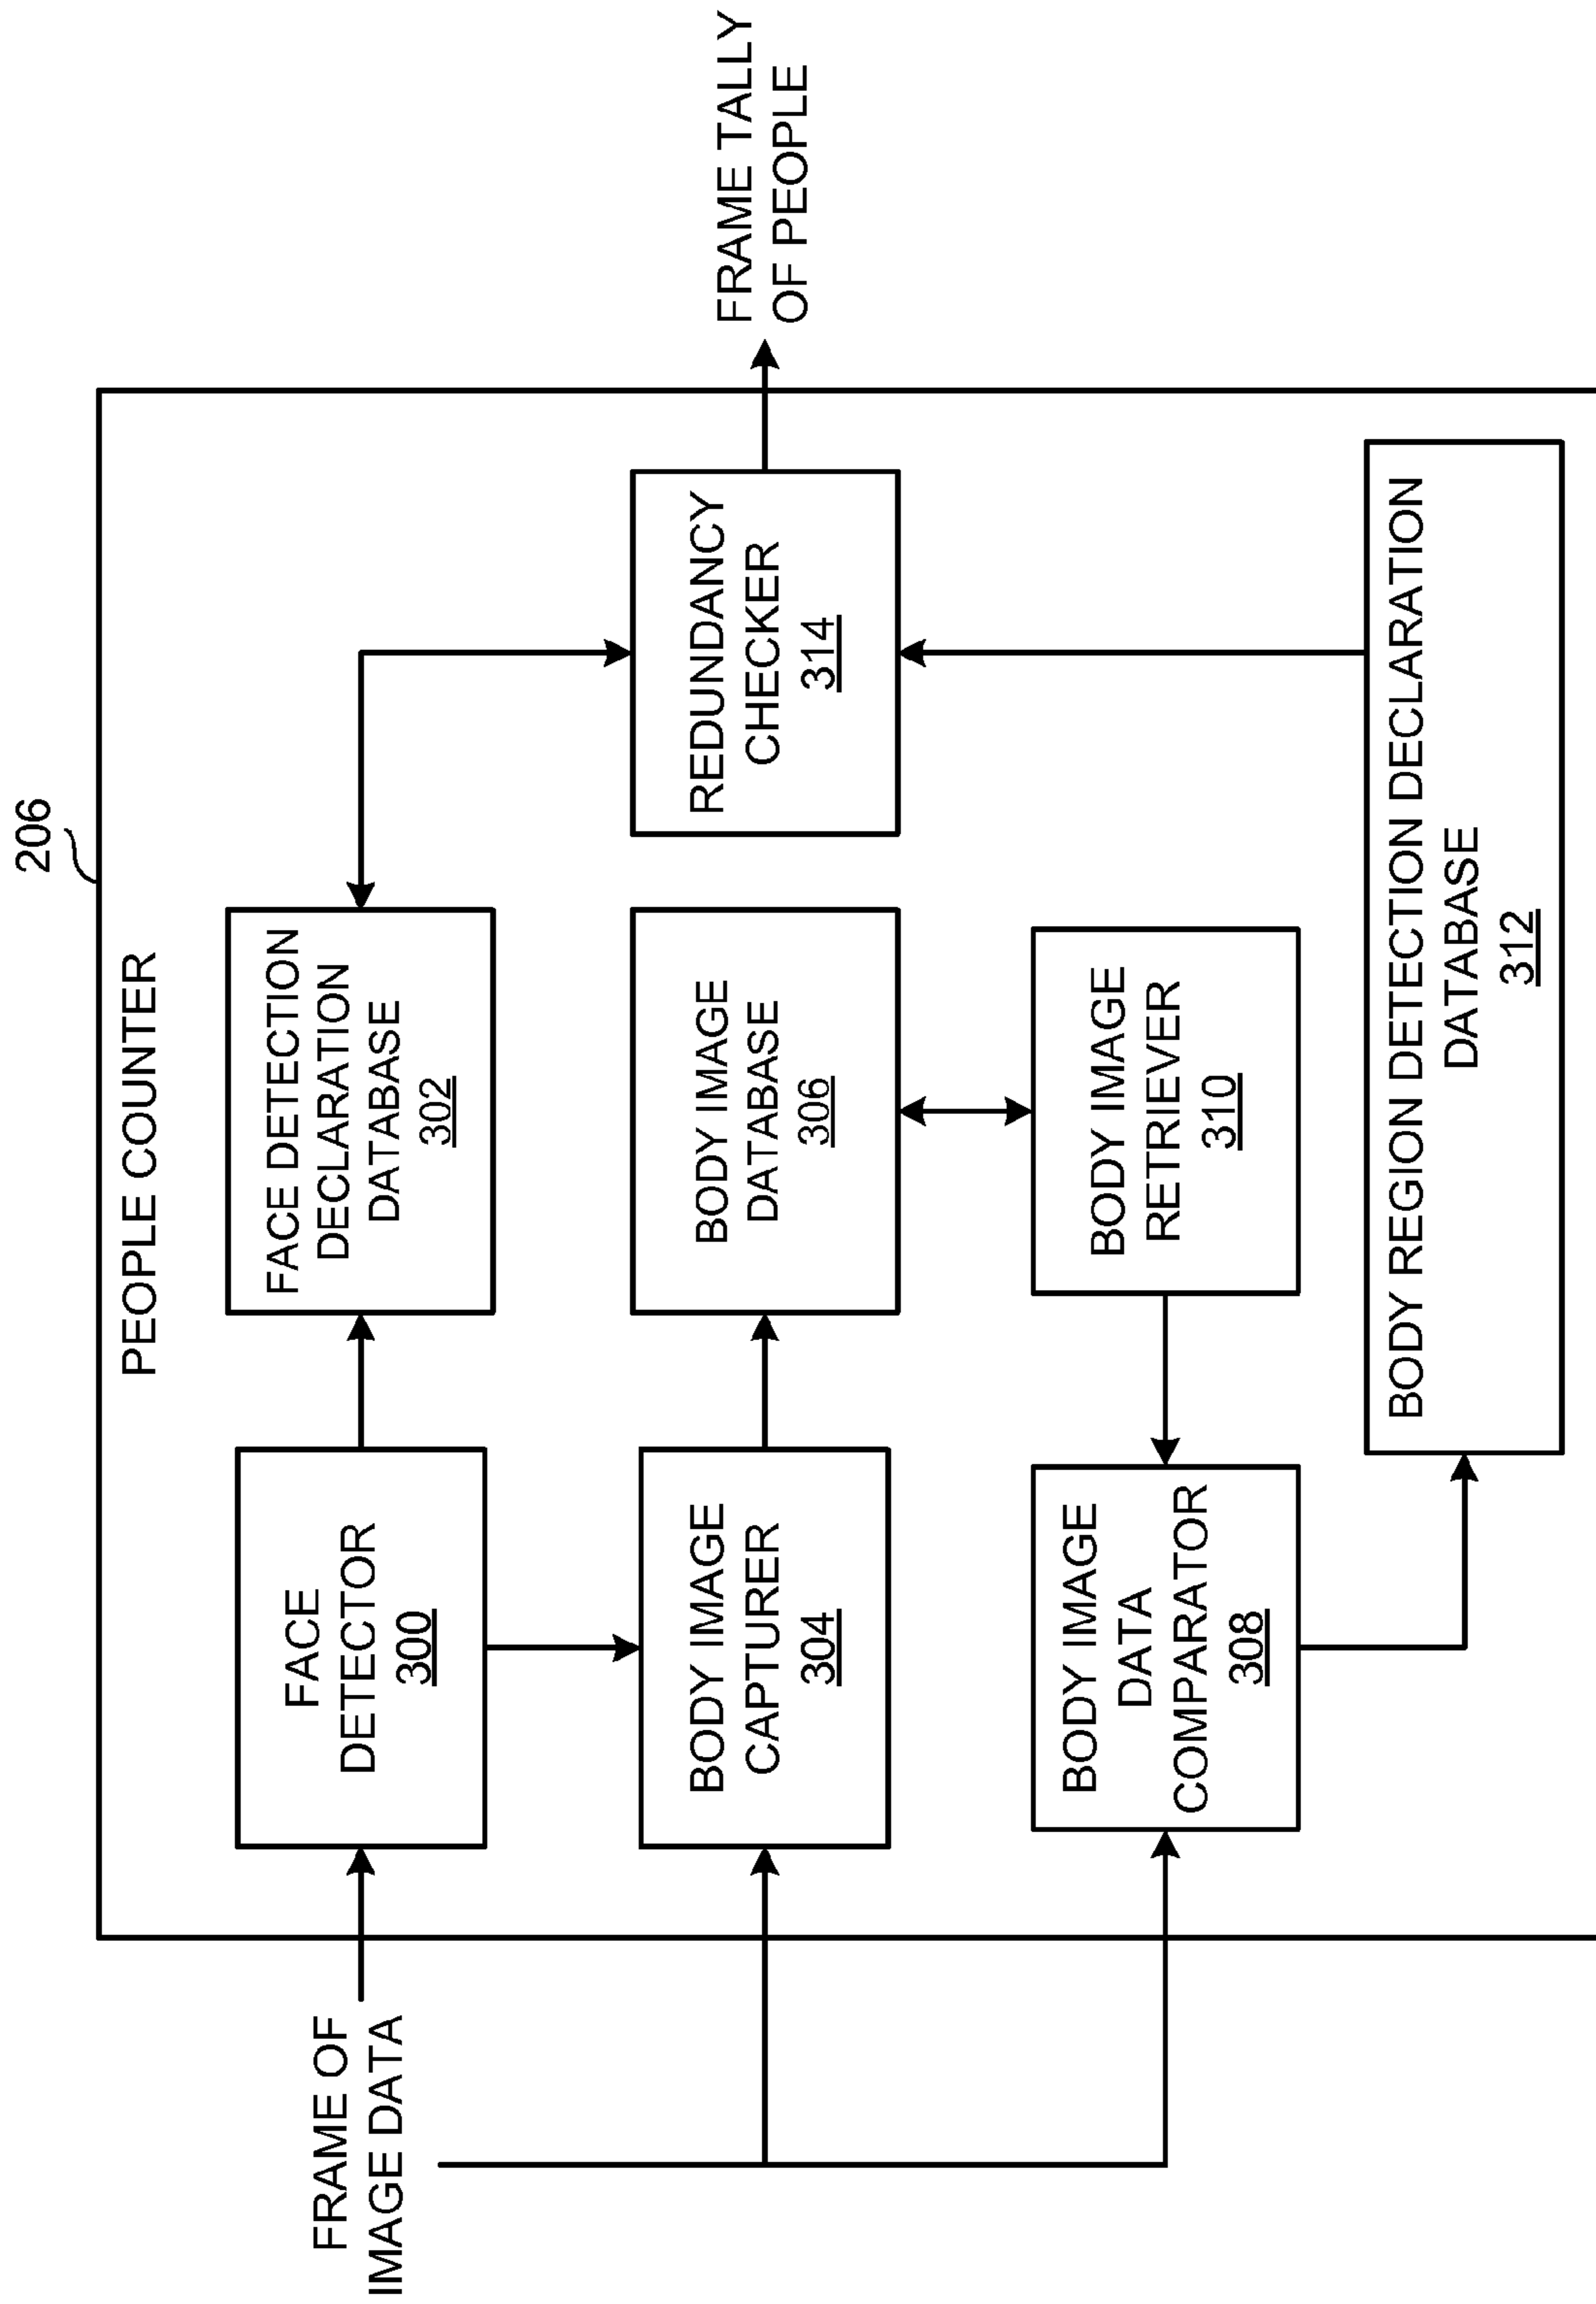 206
PEOPLE COUNTER
FRAME OF
IMAGE DATA
FACE
DETECTOR
300
FACE DETECTION
DECLARATION
DATABASE
302
BODY IMAGE
CAPTURER
304
BODY IMAGE
DATABASE
306
REDUNDANCY
CHECKER
314
FRAME TALLY
OF PEOPLE
BODY IMAGE
DATA
COMPARATOR
308
BODY IMAGE
RETRIEVER
310
BODY REGION DETECTION DECLARATION
DATABASE
312